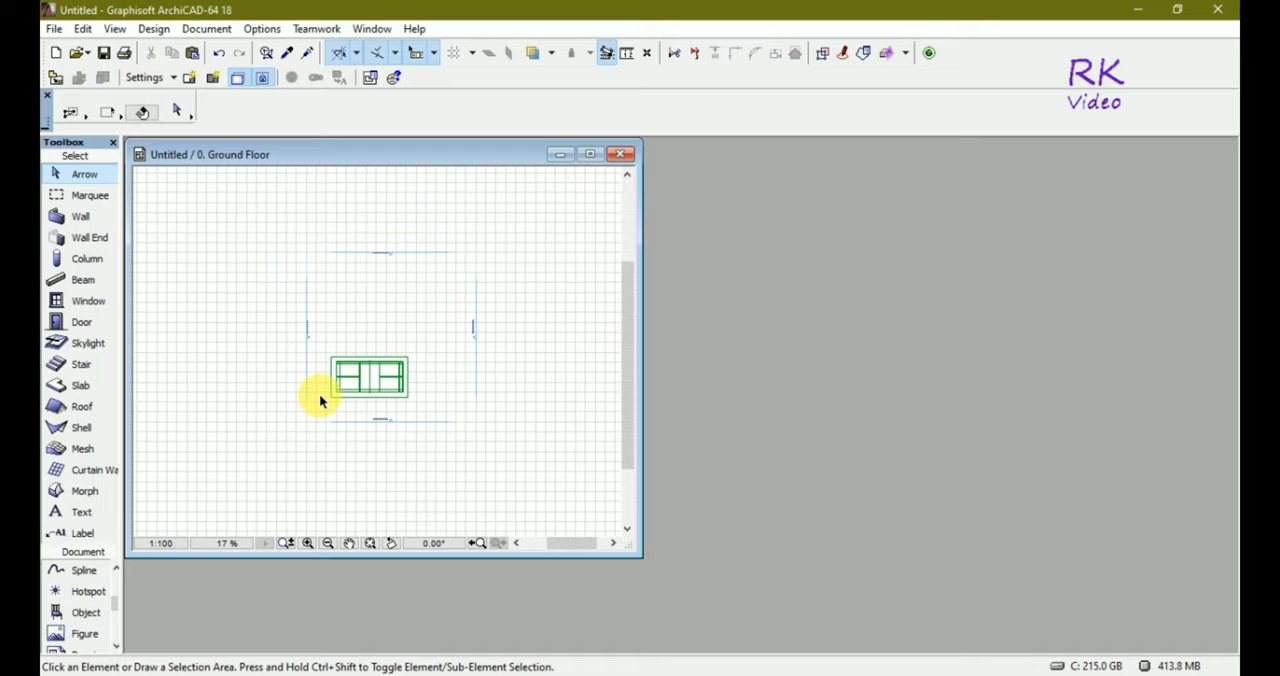 Untitled - Graphisoft ArchiCAD-64 18
File Edit View Design Document Options Teamwork Window Help
Settings
RK
Video
Toolbox
Select
Arrow
Marquee
Wall
Wall End
Column
Beam
Window
Door
Skylight
Stair
Slab
Roof
Shell
Mesh
Curtain Wa
Morph
A Text
A1 Label
Document
Spline
Hotspot
Object
Figure
Untitled / 0. Ground Floor
1:100 17 % 0.00°
Click an Element or Draw a Selection Area. Press and Hold Ctrl+Shift to Toggle Element/Sub-Element Selection.
C: 215.0 GB 413.8 MB